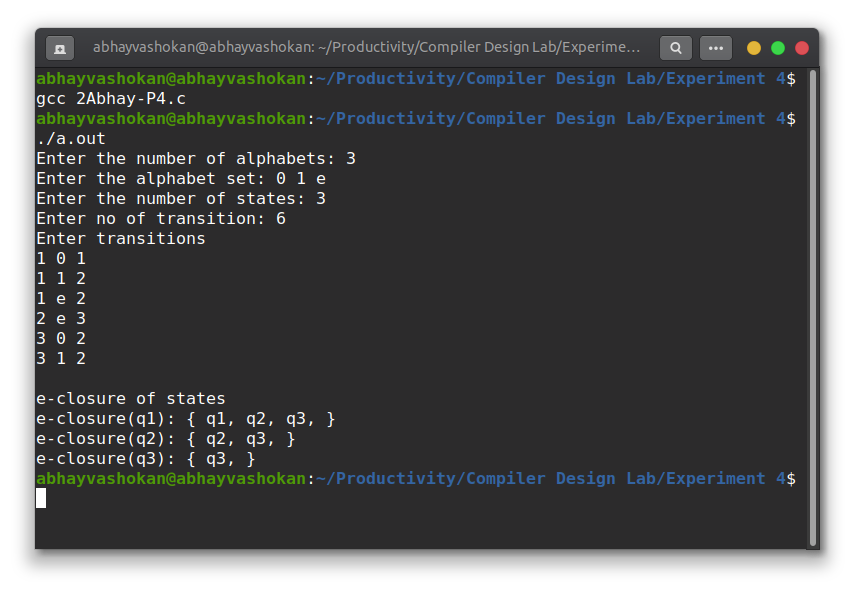 abhayvashokan@abhayvashokan: ~/Productivity/Compiler Design Lab/Experime…
abhayvashokan@abhayvashokan:~/Productivity/Compiler Design Lab/Experiment 4$
gcc 2Abhay-P4.c
abhayvashokan@abhayvashokan:~/Productivity/Compiler Design Lab/Experiment 4$
./a.out
Enter the number of alphabets: 3
Enter the alphabet set: 0 1 e
Enter the number of states: 3
Enter no of transition: 6
Enter transitions
1 0 1
1 1 2
1 e 2
2 e 3
3 0 2
3 1 2
e-closure of states
e-closure(q1): { q1, q2, q3, }
e-closure(q2): { q2, q3, }
e-closure(q3): { q3, }
abhayvashokan@abhayvashokan:~/Productivity/Compiler Design Lab/Experiment 4$